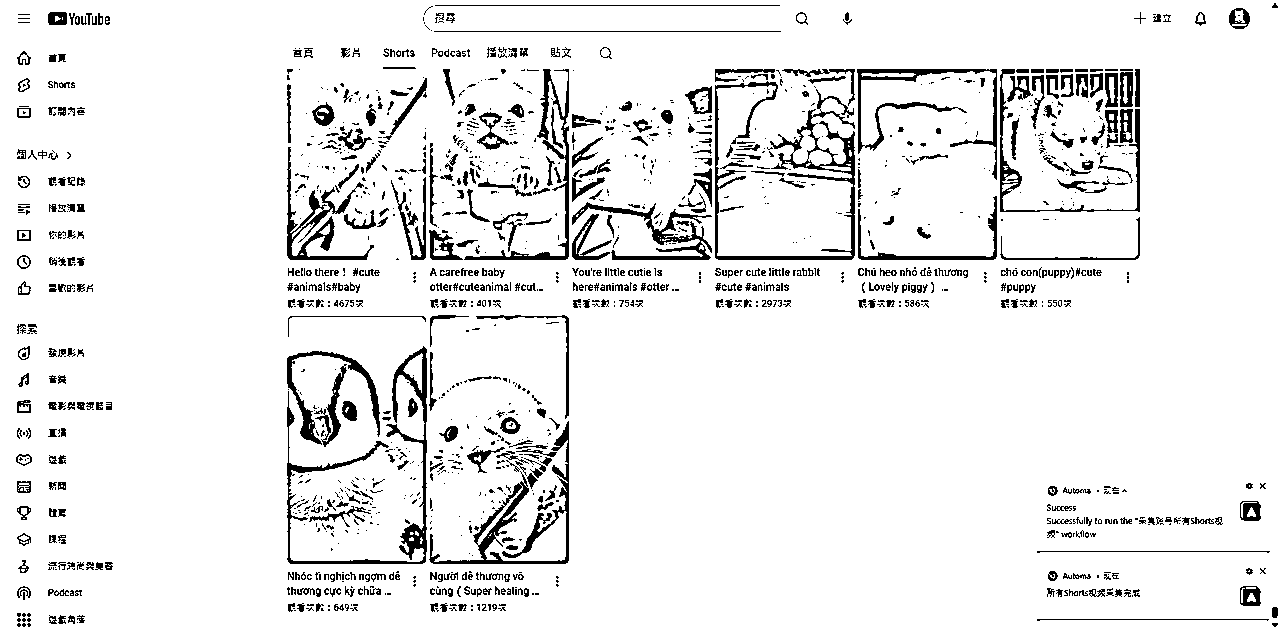 YouTube
搜尋
建立
首頁
影片
Shorts
Podcast
播放清單
貼文
首頁
Shorts
訂閱內容
個人中心
觀看記錄
播放清單
你的影片
稍後觀看
喜歡的影片
探索
發燒影片
音樂
電影與電視節目
直播
遊戲
新聞
體育
課程
流行時尚與美容
Podcast
遊戲角落
Hello there！ #cute
#animals#baby
觀看次數：4675次
A carefree baby
otter#cuteanimal #cut...
觀看次數：401次
You're little cutie is
here#animals #otter ...
觀看次數：754次
Super cute little rabbit
#cute #animals
觀看次數：2973次
Chú heo nhỏ dễ thương
( Lovely piggy ) ...
觀看次數：586次
chó con(puppy)#cute
#puppy
觀看次數：550次
Nhóc tì nghịch ngợm dễ
thương cực kỳ chữa ...
觀看次數：649次
Người dễ thương vô
cùng ( Super healing ...
觀看次數：1219次
Automa • 現在
Success
Successfully to run the "采集账号所有Shorts视
频" workflow
Automa • 現在
所有Shorts视频采集完成